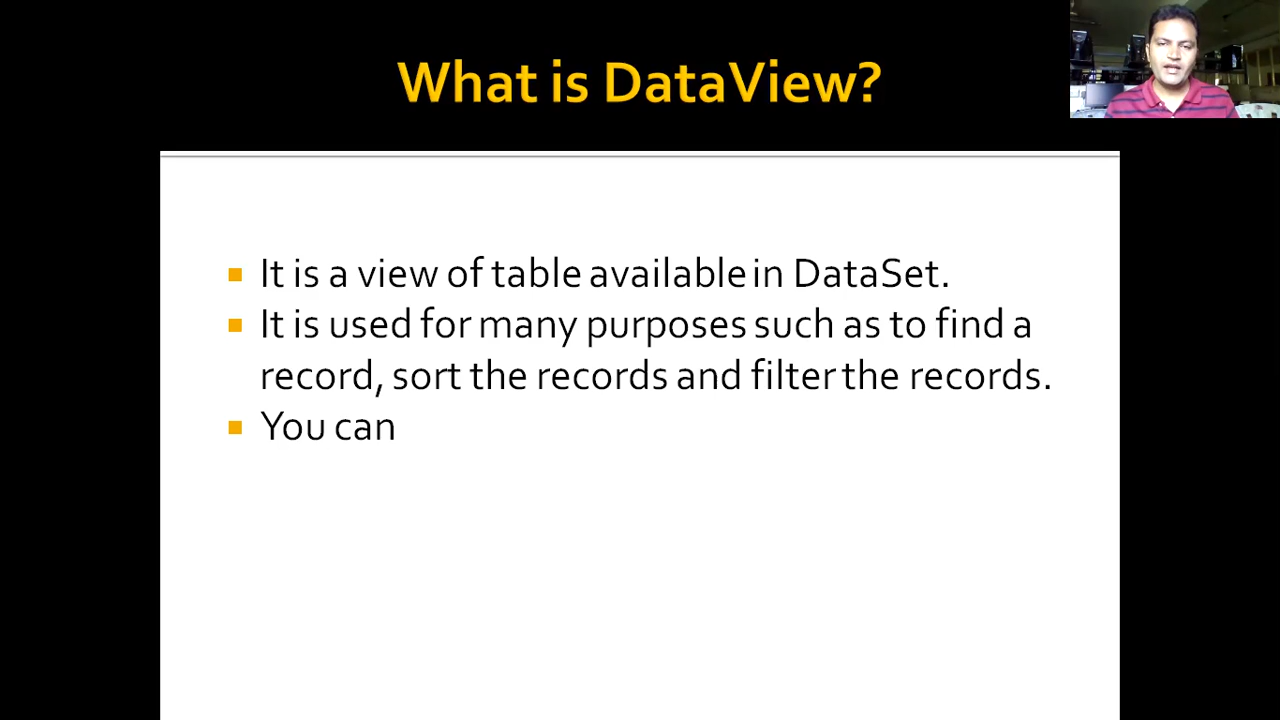 What is DataView?
It is a view of table available in DataSet.
It is used for many purposes such as to find a
record, sort the records and filter the records.
You can